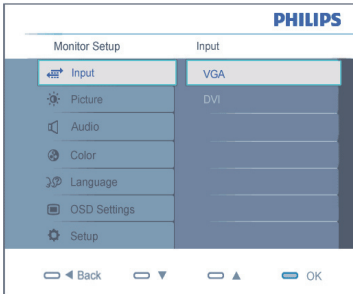 PHILIPS
Monitor Setup Input
Input VGA
Picture DVI
Audio
Color
Language
OSD Settings
Setup
Back OK